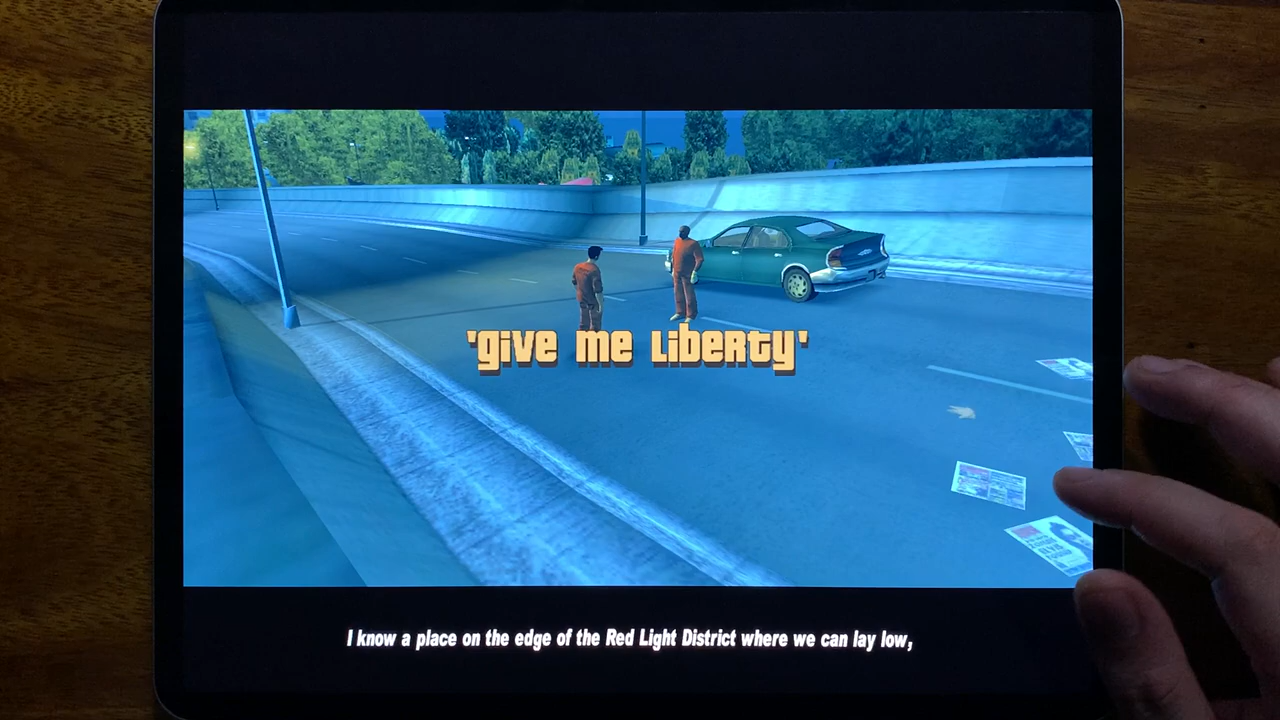 'give me Liberty'
I know a place on the edge of the Red Light District where we can lay low,